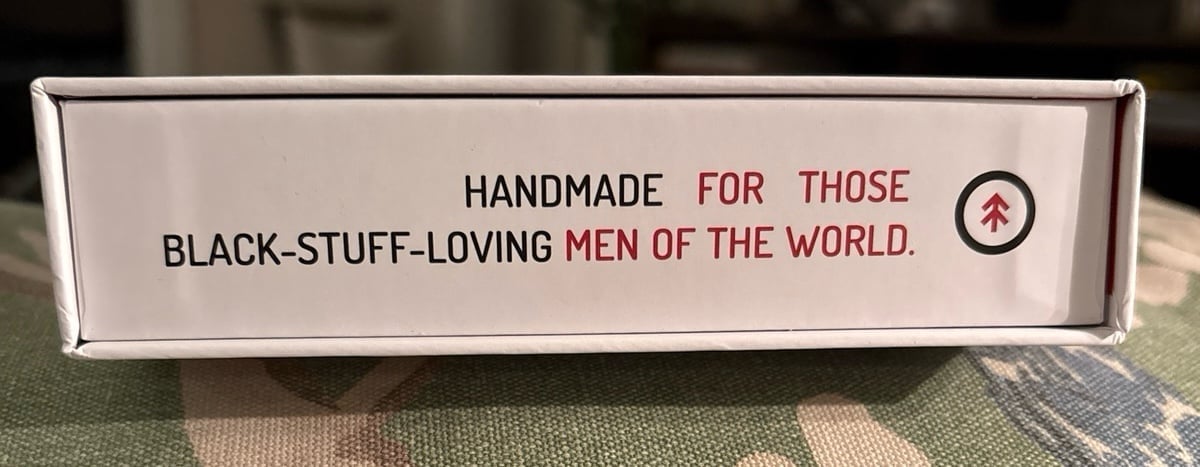 HANDMADE FOR THOSE
BLACK-STUFF-LOVING MEN OF THE WORLD.